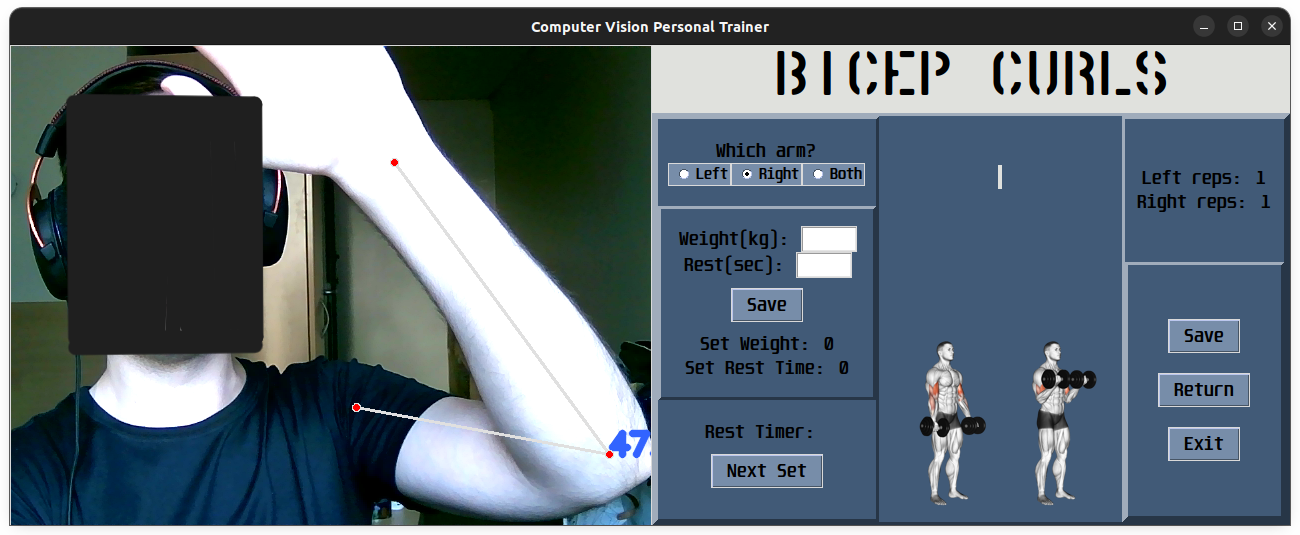 Computer Vision Personal Trainer
BICEP CURLS
Which arm?
Left Right Both
Weight(kg):
Rest(sec):
Save
Set Weight: 0
Set Rest Time: 0
Rest Timer:
Next Set
Left reps: 1
Right reps: 1
Save
Return
Exit
47